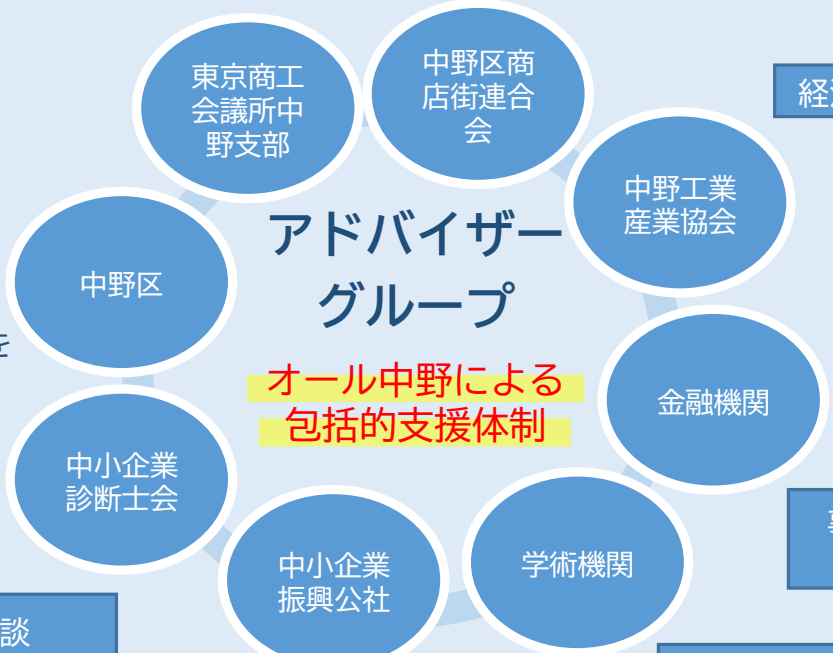 東京商工
会議所中
野支部
中野区商
店街連合
会
経
中野工業
産業協会
アドバイザー
グループ
中野区
を
オール中野による
包括的支援体制
金融機関
中小企業
診断士会
学術機関
中小企業
振興公社
談